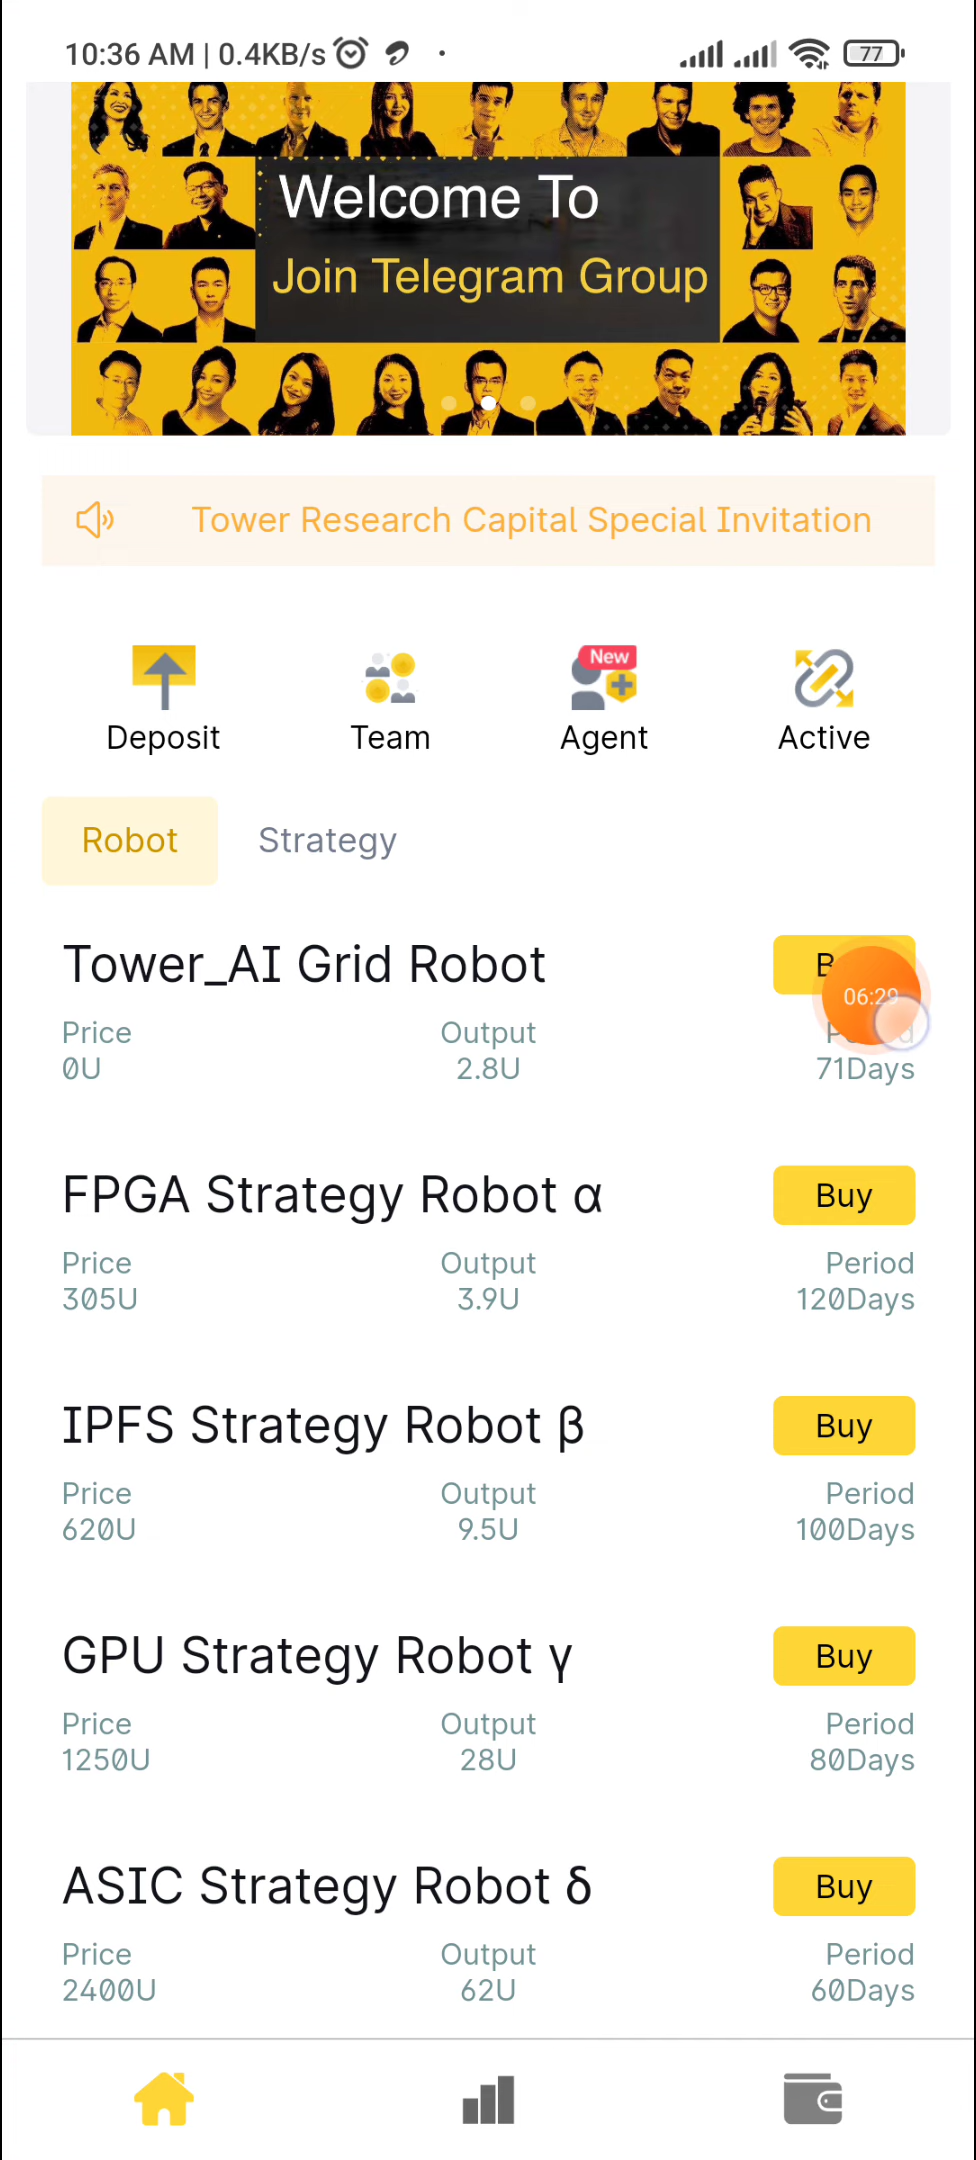 10:36 AM | 0.4KB/s
77
Welcome To
Join Telegram Group
Tower Research Capital Special Invitation
New
Deposit Team Agent Active
Robot Strategy
Tower_AI Grid Robot
06:29
Price Output
0U 2.8U 71Days
FPGA Strategy Robot α Buy
Price Output Period
305U 3.9U 120Days
IPFS Strategy Robot β Buy
Price Output Period
620U 9.5U 100Days
GPU Strategy Robot γ Buy
Price Output Period
1250U 28U 80Days
ASIC Strategy Robot δ Buy
Price Output Period
2400U 62U 60Days